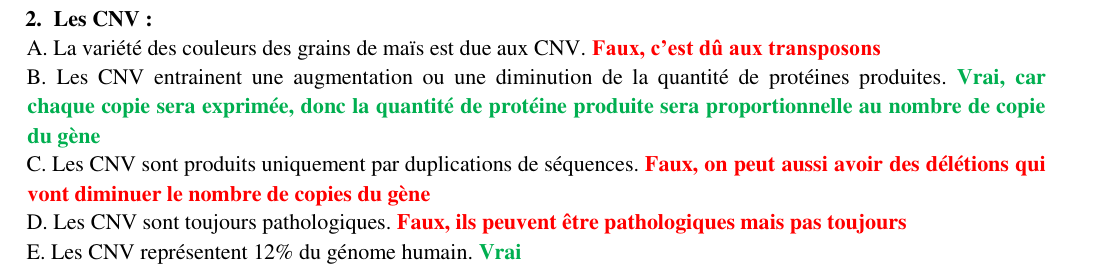 2. Les CNV :
A. La variété des couleurs des grains de maïs est due aux CNV. Faux, c’est dû aux transposons
B. Les CNV entrainent une augmentation ou une diminution de la quantité de protéines produites. Vrai, car
chaque copie sera exprimée, donc la quantité de protéine produite sera proportionnelle au nombre de copie
du gène
C. Les CNV sont produits uniquement par duplications de séquences. Faux, on peut aussi avoir des délétions qui
vont diminuer le nombre de copies du gène
D. Les CNV sont toujours pathologiques. Faux, ils peuvent être pathologiques mais pas toujours
E. Les CNV représentent 12% du génome humain. Vrai